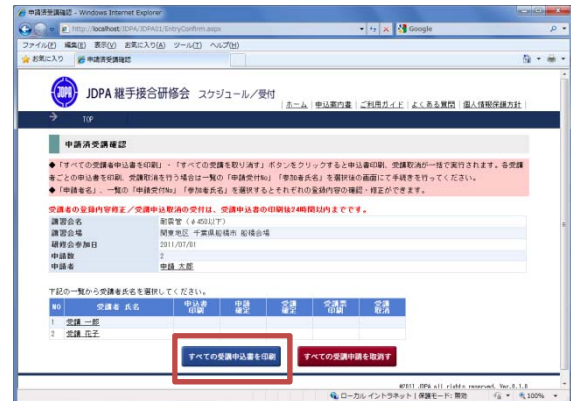 申請済受講確認 - Windows Internet Explorer
http://localhost/JDPA/JDPA01/EntryConfirm.aspx
Google
ファイル(F) 編集(E) 表示(V) お気に入り(A) ツール(T) ヘルプ(H)
お気に入り 申請済受講確認
JDPA 継手接合研修会 スケジュール／受付
ホーム | 申込案内書 | ご利用ガイド | よくある質問 | 個人情報保護方針
TOP
申請済受講確認
◆「すべての受講者申込書を印刷」・「すべての受講を取り消す」ボタンをクリックすると申込書の印刷、受講取消が一括で実行されます。各受講
者ごとの申込書を印刷、受講取消を行う場合は一覧の「申請受付No」「参加者氏名」を選択後の画面にて手続きを行ってください。
◆「申請者名」、一覧の「申請受付No」「参加者氏名」を選択するとそれぞれの登録内容の確認・修正ができます。
受講者の登録内容修正／受講申込取消の受付は、受講申込書の印刷後24時間以内までです。
講習会名 耐震管（φ450以下）
講習会場 関東地区 千葉県船橋市 船橋会場
研修会参加日 2011/07/01
申請数 2
申請者 申請 太郎
下記の一覧から受講者氏名を選択してください。
NO 受講者 氏名 申込書印刷 申請確定 受講確定 受講票印刷 受講取消
1 受講 一郎
2 受講 花子
すべての受講申込書を印刷 すべての受講申請を取消す
©2011 JDPA all rights reserved. Ver.0.1.0
ローカル イントラネット | 保護モード: 無効 100%